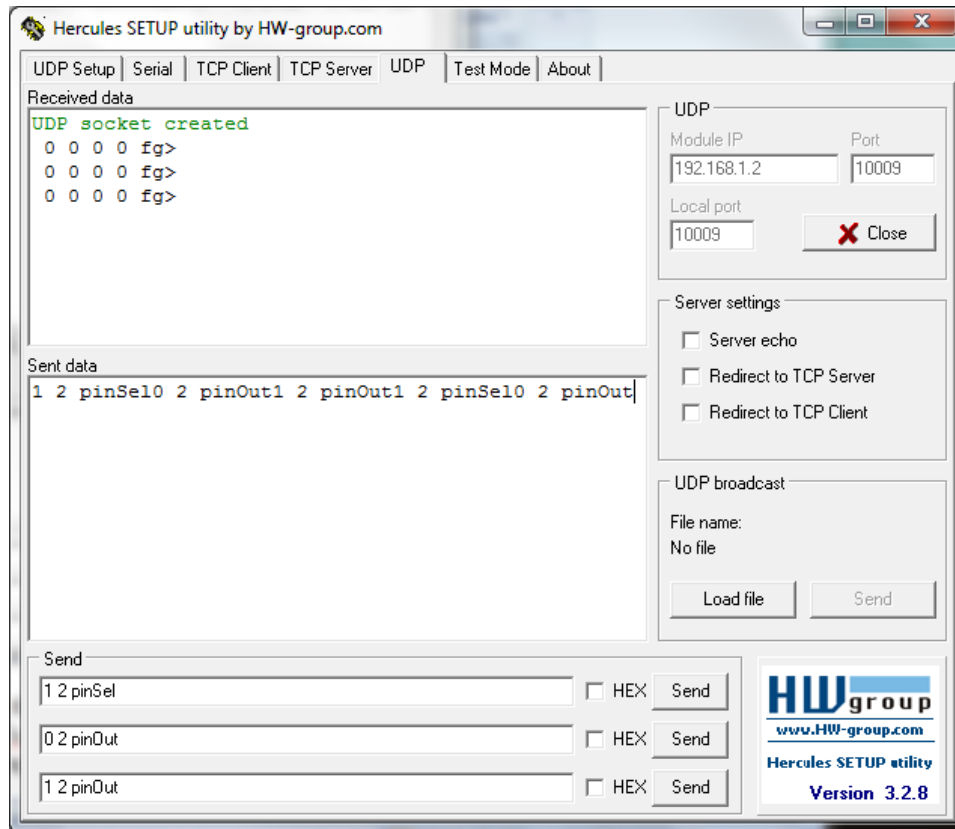 Hercules SETUP utility by HW-group.com
UDP Setup Serial TCP Client TCP Server UDP Test Mode About
Received data
UDP socket created
0 0 0 0 fg>
0 0 0 0 fg>
0 0 0 0 fg>
Sent data
1 2 pinSel0 2 pinOut1 2 pinOut1 2 pinSel0 2 pinOut
UDP
Module IP Port
192.168.1.2 10009
Local port
10009 Close
Server settings
Server echo
Redirect to TCP Server
Redirect to TCP Client
UDP broadcast
File name:
No file
Load file Send
Send
1 2 pinSel HEX Send
0 2 pinOut HEX Send
1 2 pinOut HEX Send
HW group
www.HW-group.com
Hercules SETUP utility
Version 3.2.8